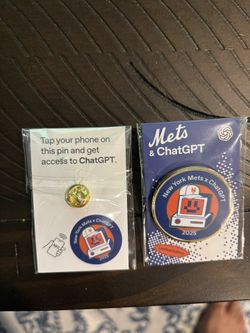 Tap your phone on
this pin and get
access to ChatGPT.
New York Mets x ChatGPT
2025
Mets
& ChatGPT
New York Mets x ChatGPT
2025